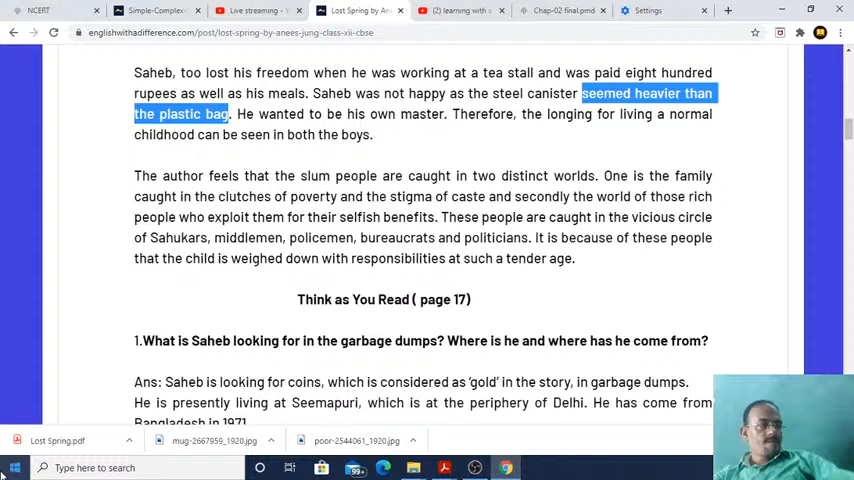 NCERT
Simple-Complex-
Live streaming -
Lost Spring by An
(2) learning with s
Chap-02 final.pmd
Settings
englishwithadifference.com/post/lost-spring-by-anees-jung-class-xii-cbse
Saheb, too lost his freedom when he was working at a tea stall and was paid eight hundred
rupees as well as his meals. Saheb was not happy as the steel canister seemed heavier than
the plastic bag. He wanted to be his own master. Therefore, the longing for living a normal
childhood can be seen in both the boys.
The author feels that the slum people are caught in two distinct worlds. One is the family
caught in the clutches of poverty and the stigma of caste and secondly the world of those rich
people who exploit them for their selfish benefits. These people are caught in the vicious circle
of Sahukars, middlemen, policemen, bureaucrats and politicians. It is because of these people
that the child is weighed down with responsibilities at such a tender age.
Think as You Read ( page 17)
1.What is Saheb looking for in the garbage dumps? Where is he and where has he come from?
Ans: Saheb is looking for coins, which is considered as ‘gold’ in the story, in garbage dumps.
He is presently living at Seemapuri, which is at the periphery of Delhi. He has come from
Bangladesh in 1971
Lost Spring.pdf
mug-2667959_1920.jpg
poor-2544061_1920.jpg
Type here to search
99+